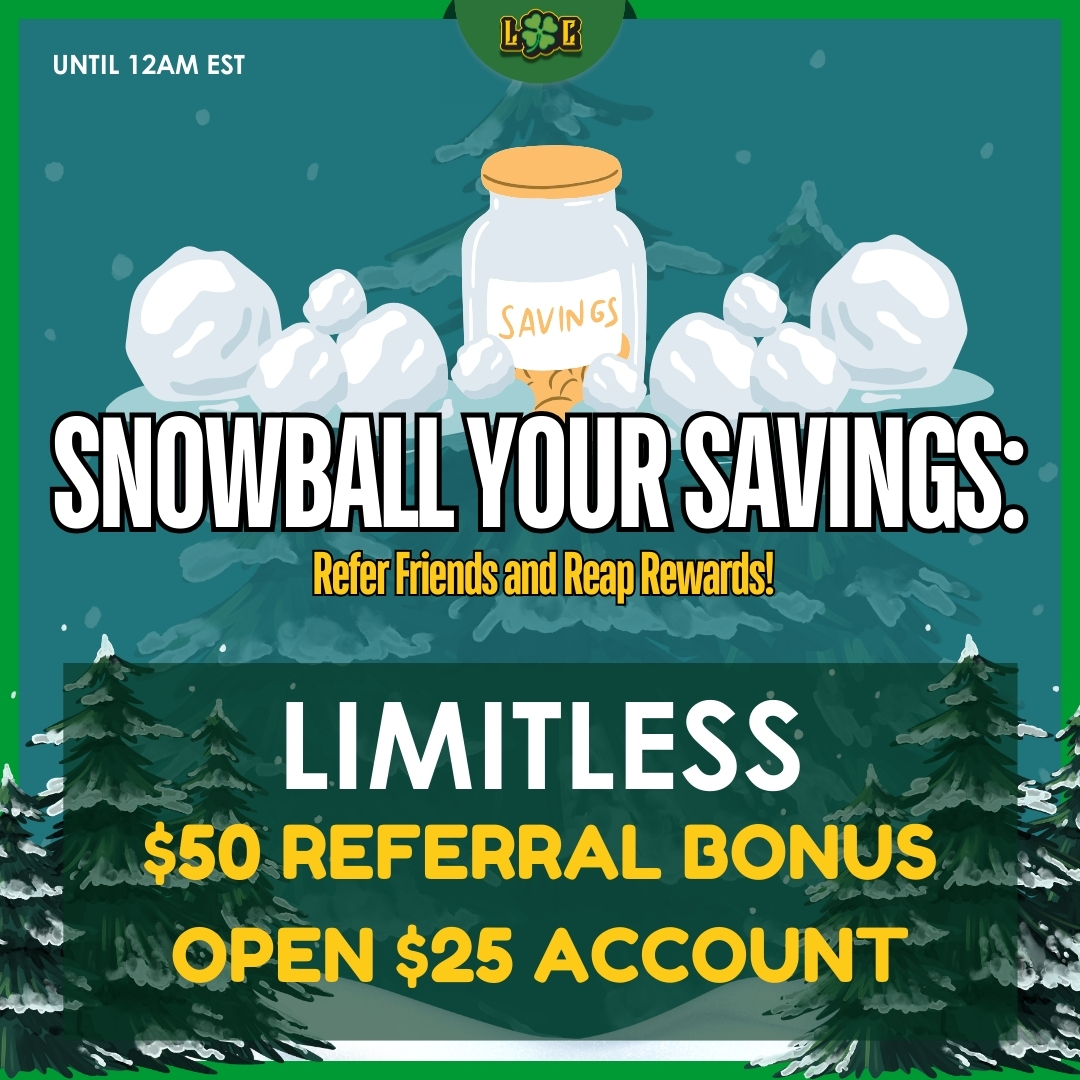 L C
UNTIL 12AM EST
SAVINGS
SNOWBALL YOUR SAVINGS:
Refer Friends and Reap Rewards!
LIMITLESS
$50 REFERRAL BONUS
OPEN $25 ACCOUNT